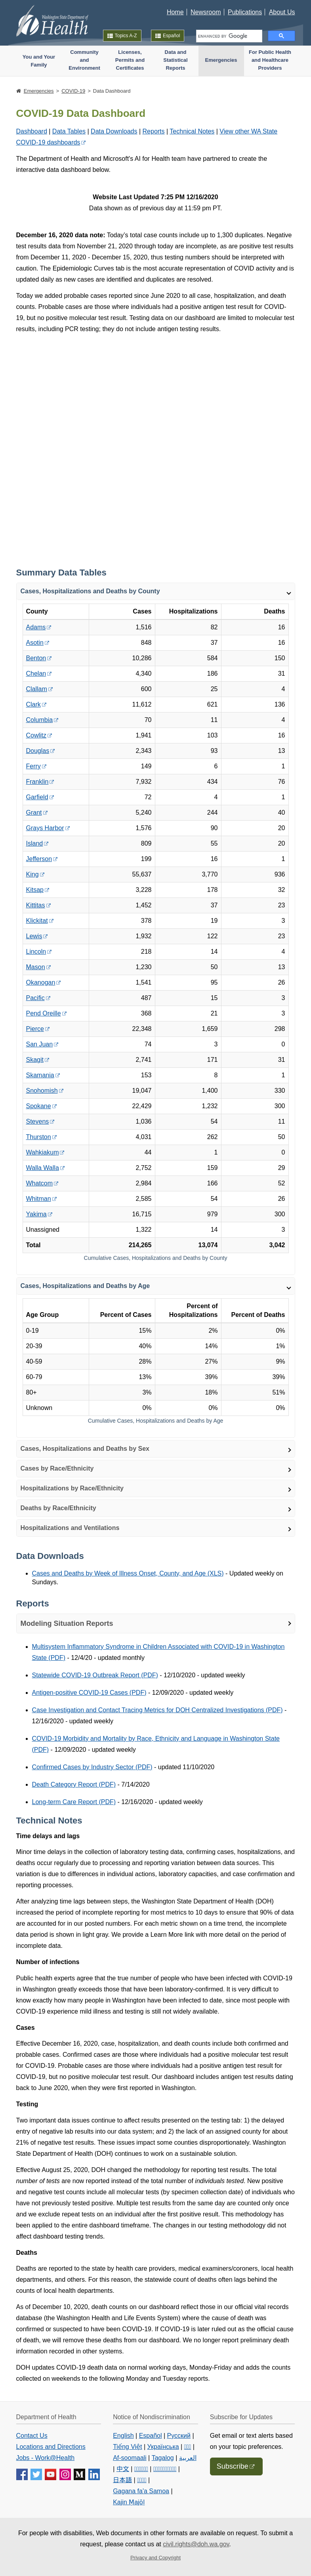 Washington State Department of
Health
Home | Newsroom | Publications | About Us
Topics A-Z
Español
ENHANCED BY Google
You and Your Family
Community and Environment
Licenses, Permits and Certificates
Data and Statistical Reports
Emergencies
For Public Health and Healthcare Providers
Emergencies > COVID-19 > Data Dashboard
COVID-19 Data Dashboard
Dashboard | Data Tables | Data Downloads | Reports | Technical Notes | View other WA State
COVID-19 dashboards
The Department of Health and Microsoft's AI for Health team have partnered to create the
interactive data dashboard below.
Website Last Updated 7:25 PM 12/16/2020
Data shown as of previous day at 11:59 pm PT.
December 16, 2020 data note: Today's total case counts include up to 1,300 duplicates. Negative
test results data from November 21, 2020 through today are incomplete, as are positive test results
from December 11, 2020 - December 15, 2020, thus testing numbers should be interpreted with
caution. The Epidemiologic Curves tab is the most accurate representation of COVID activity and is
updated daily as new cases are identified and duplicates are resolved.
Today we added probable cases reported since June 2020 to all case, hospitalization, and death
counts. Probable cases are those where individuals had a positive antigen test result for COVID-
19, but no positive molecular test result. Testing data on our dashboard are limited to molecular test
results, including PCR testing; they do not include antigen testing results.
Summary Data Tables
Cases, Hospitalizations and Deaths by County
County Cases Hospitalizations Deaths
Adams 1,516 82 16
Asotin 848 37 16
Benton 10,286 584 150
Chelan 4,340 186 31
Clallam 600 25 4
Clark 11,612 621 136
Columbia 70 11 4
Cowlitz 1,941 103 16
Douglas 2,343 93 13
Ferry 149 6 1
Franklin 7,932 434 76
Garfield 72 4 1
Grant 5,240 244 40
Grays Harbor 1,576 90 20
Island 809 55 20
Jefferson 199 16 1
King 55,637 3,770 936
Kitsap 3,228 178 32
Kittitas 1,452 37 23
Klickitat 378 19 3
Lewis 1,932 122 23
Lincoln 218 14 4
Mason 1,230 50 13
Okanogan 1,541 95 26
Pacific 487 15 3
Pend Oreille 368 21 3
Pierce 22,348 1,659 298
San Juan 74 3 0
Skagit 2,741 171 31
Skamania 153 8 1
Snohomish 19,047 1,400 330
Spokane 22,429 1,232 300
Stevens 1,036 54 11
Thurston 4,031 262 50
Wahkiakum 44 1 0
Walla Walla 2,752 159 29
Whatcom 2,984 166 52
Whitman 2,585 54 26
Yakima 16,715 979 300
Unassigned 1,322 14 3
Total 214,265 13,074 3,042
Cumulative Cases, Hospitalizations and Deaths by County
Cases, Hospitalizations and Deaths by Age
Age Group Percent of Cases Percent of Hospitalizations Percent of Deaths
0-19 15% 2% 0%
20-39 40% 14% 1%
40-59 28% 27% 9%
60-79 13% 39% 39%
80+ 3% 18% 51%
Unknown 0% 0% 0%
Cumulative Cases, Hospitalizations and Deaths by Age
Cases, Hospitalizations and Deaths by Sex
Cases by Race/Ethnicity
Hospitalizations by Race/Ethnicity
Deaths by Race/Ethnicity
Hospitalizations and Ventilations
Data Downloads
Cases and Deaths by Week of Illness Onset, County, and Age (XLS) - Updated weekly on
Sundays.
Reports
Modeling Situation Reports
Multisystem Inflammatory Syndrome in Children Associated with COVID-19 in Washington
State (PDF) - 12/4/2020 - updated monthly
Statewide COVID-19 Outbreak Report (PDF) - 12/10/2020 - updated weekly
Antigen-positive COVID-19 Cases (PDF) - 12/09/2020 - updated weekly
Case Investigation and Contact Tracing Metrics for DOH Centralized Investigations (PDF) -
12/16/2020 - updated weekly
COVID-19 Morbidity and Mortality by Race, Ethnicity and Language in Washington State
(PDF) - 12/09/2020 - updated weekly
Confirmed Cases by Industry Sector (PDF) - updated 11/10/2020
Death Category Report (PDF) - 7/14/2020
Long-term Care Report (PDF) - 12/16/2020 - updated weekly
Technical Notes
Time delays and lags
Minor time delays in the collection of laboratory testing data, confirming cases, hospitalizations, and
deaths occur regularly and are expected in any data system that updates this frequently. This
variation is due to differences in individual actions, populations, and laboratory and case reporting
processes.
After analyzing time lags between systems, the Washington State Department of Health (DOH)
increased the period of incomplete reporting for most metrics to 10 days to ensure that 90% of data
are accounted for in our posted numbers. For each metric shown on a timed trend, the incomplete
data period is shown in light gray. We provide a Learn More link with more detail on the period of
incomplete data.
Number of infections
Public health experts agree that the true number of people who have been infected with COVID-19
in Washington greatly exceeds those that have been laboratory-confirmed. It is very difficult to
know exactly how many people in Washington have been infected to date, since most people with
COVID-19 experience mild illness and testing is still not widely available.
Cases
Effective December 16, 2020, case, hospitalization, and death counts include both confirmed and
probable cases. Confirmed cases are those individuals who had a positive molecular test result
for COVID-19. Probable cases are where individuals had a positive antigen test result for
COVID-19, but no positive molecular test result. These numbers include antigen test cases dating
back to June 2020, when they were first reported in Washington.
Testing
Two important data issues continue to affect results presented on the testing tab: 1) the delayed
entry of negative lab results into our data system; and 2) the lack of an assigned county for about
21% of negative test results. These issues impact some counties disproportionately. Washington
State Department of Health (DOH) continues to work on a sustainable solution.
Effective August 25, 2020, DOH changed the methodology for reporting test results. The total
number of tests are now reported instead of the total number of individuals tested. New positive
and negative test counts include all molecular (viral) tests collected regardless of if individuals who
have not previously tested positive. Multiple test results from the same day are counted only once
and exclude repeat tests on an individual after the first positive unless they extend beyond the
dashboard timeframe. The changes in our testing methodology did not affect downward testing trends.
Deaths
Deaths are reported to the state by health care providers, medical examiners/coroners, local health
departments, and others. For this reason, the statewide count of deaths often lags behind the
count of local health departments.
As of December 10, 2020, death counts on our dashboard reflect those in our official vital records
database (the Washington Health and Life Events System) where the cause of death was
confirmed or suspected to have been COVID-19. If COVID-19 is later ruled out as the official cause
of death, we will remove these deaths from our counts. We do not include deaths from no longer
merely pending investigation or have missing determinations.
DOH updates COVID-19 death data on normal working days, Monday-Friday and the counts
collected on weekends to the following Monday and Tuesday reports.
Department of Health
Contact Us
Locations and Directions
Jobs - Work@Health
Notice of Nondiscrimination
English | Español | Русский |
Tiếng Việt | Українська |
Af-soomaali | Tagalog | العربية
| 中文 |
日本語 |
Gagana fa'a Samoa |
Kajin Ṃajōḷ
Subscribe for Updates
Get email or text alerts based
on your topic preferences.
Subscribe
For people with disabilities, Web documents in other formats are available on request. To submit a
request, please contact us at civil.rights@doh.wa.gov.
Privacy and Copyright